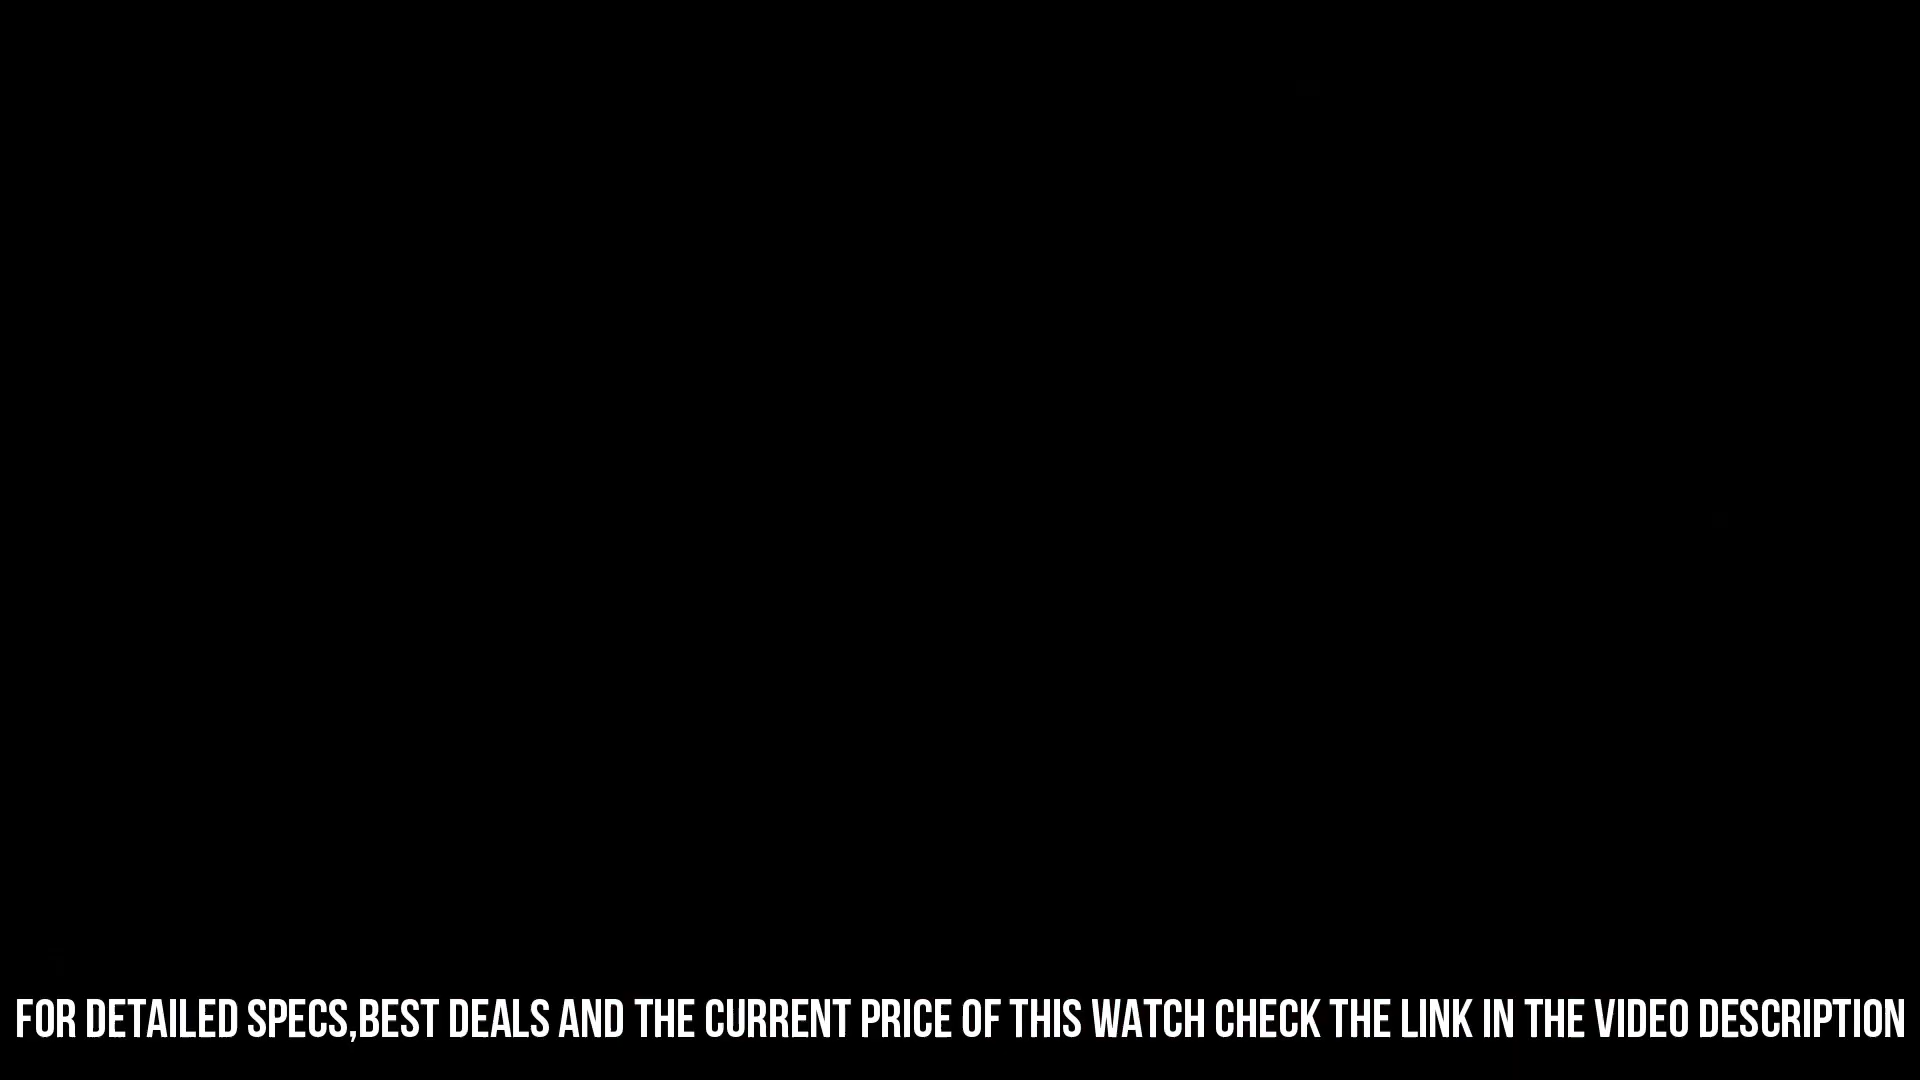 FOR DETAILED SPECS,BEST DEALS AND THE CURRENT PRICE OF THIS WATCH CHECK THE LINK IN THE VIDEO DESCRIPTION